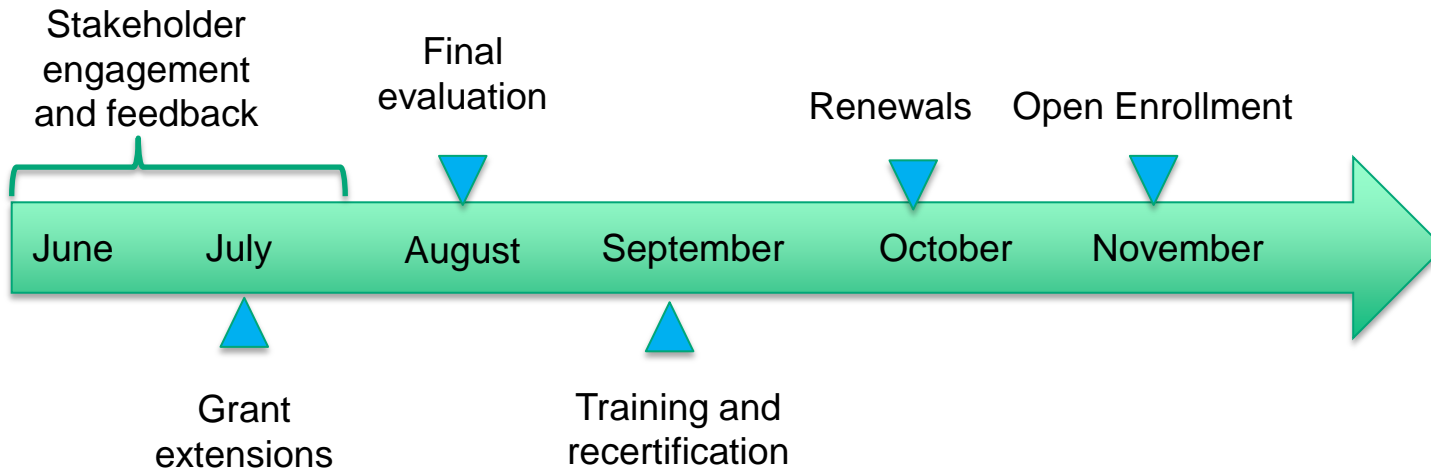 Stakeholder
engagement
and feedback
Final
evaluation
Renewals
Open Enrollment
June
July
August
September
October
November
Grant
extensions
Training and
recertification